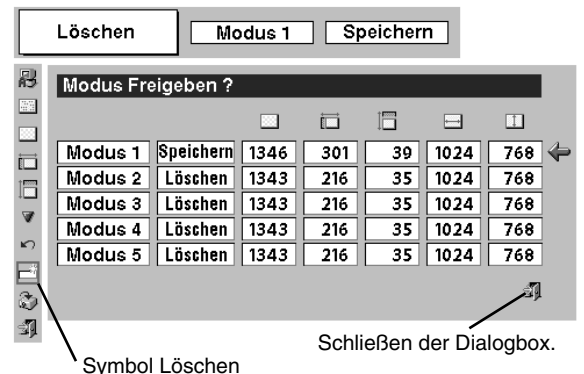 Löschen Modus 1 Speichern
Modus Freigeben ?
Modus 1 Speichern 1346 301 39 1024 768
Modus 2 Löschen 1343 216 35 1024 768
Modus 3 Löschen 1343 216 35 1024 768
Modus 4 Löschen 1343 216 35 1024 768
Modus 5 Löschen 1343 216 35 1024 768
Schließen der Dialogbox.
Symbol Löschen